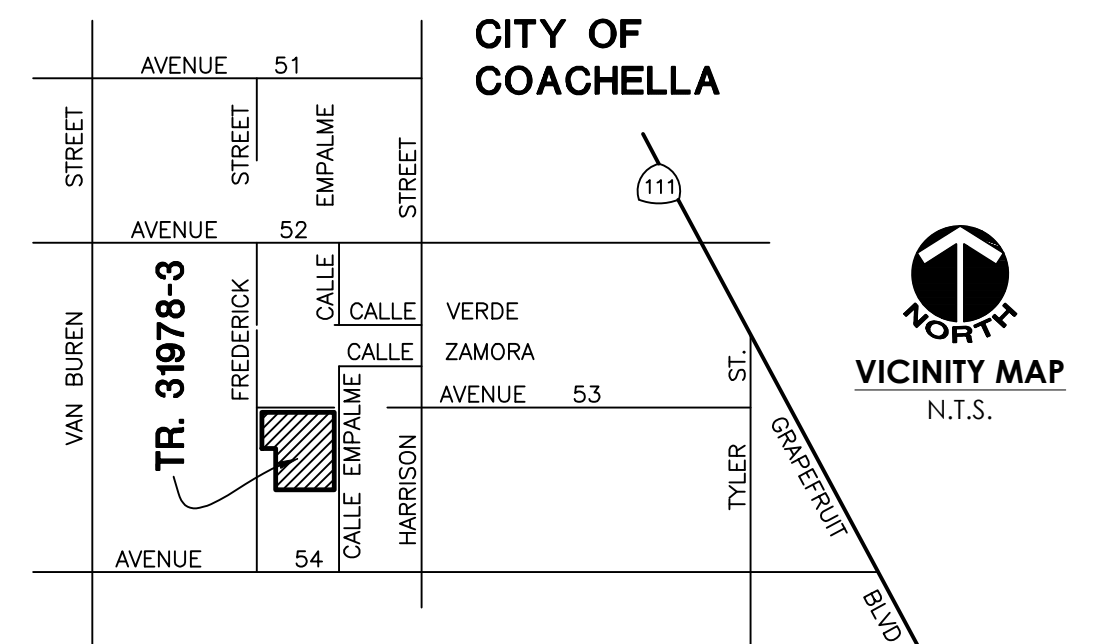 CITY OF
COACHELLA
AVENUE 51
STREET
STREET
EMPALME
STREET
111
AVENUE 52
TR. 31978-3
VAN BUREN
FREDERICK
CALLE
CALLE VERDE
CALLE ZAMORA
AVENUE 53
CALLE EMPALME
HARRISON
TYLER ST.
GRAPEFRUIT BLVD
AVENUE 54
NORTH
VICINITY MAP
N.T.S.